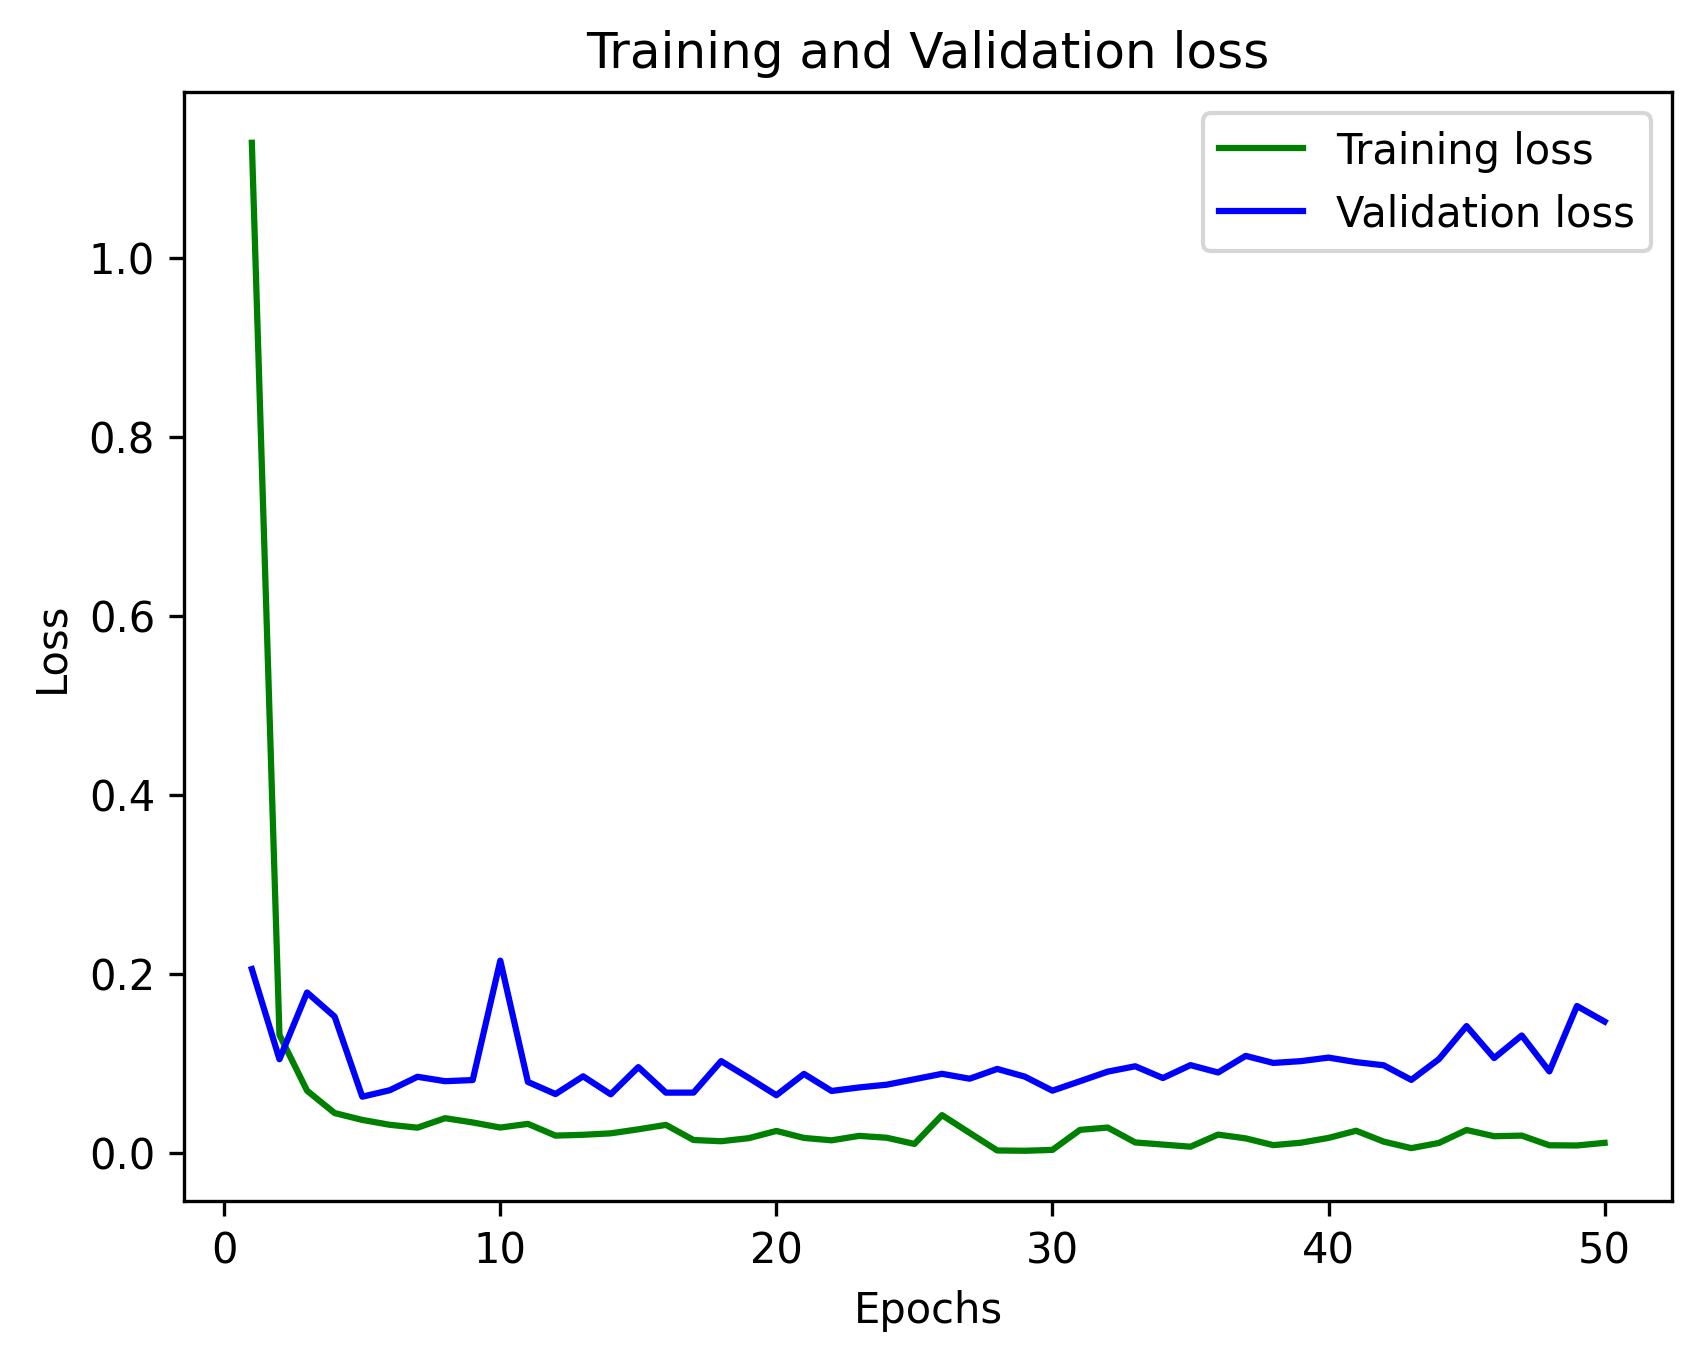 Training and Validation loss
Training loss
Validation loss
1.0
0.8
0.6
0.4
0.2
0.0
Loss
0 10 20 30 40 50
Epochs